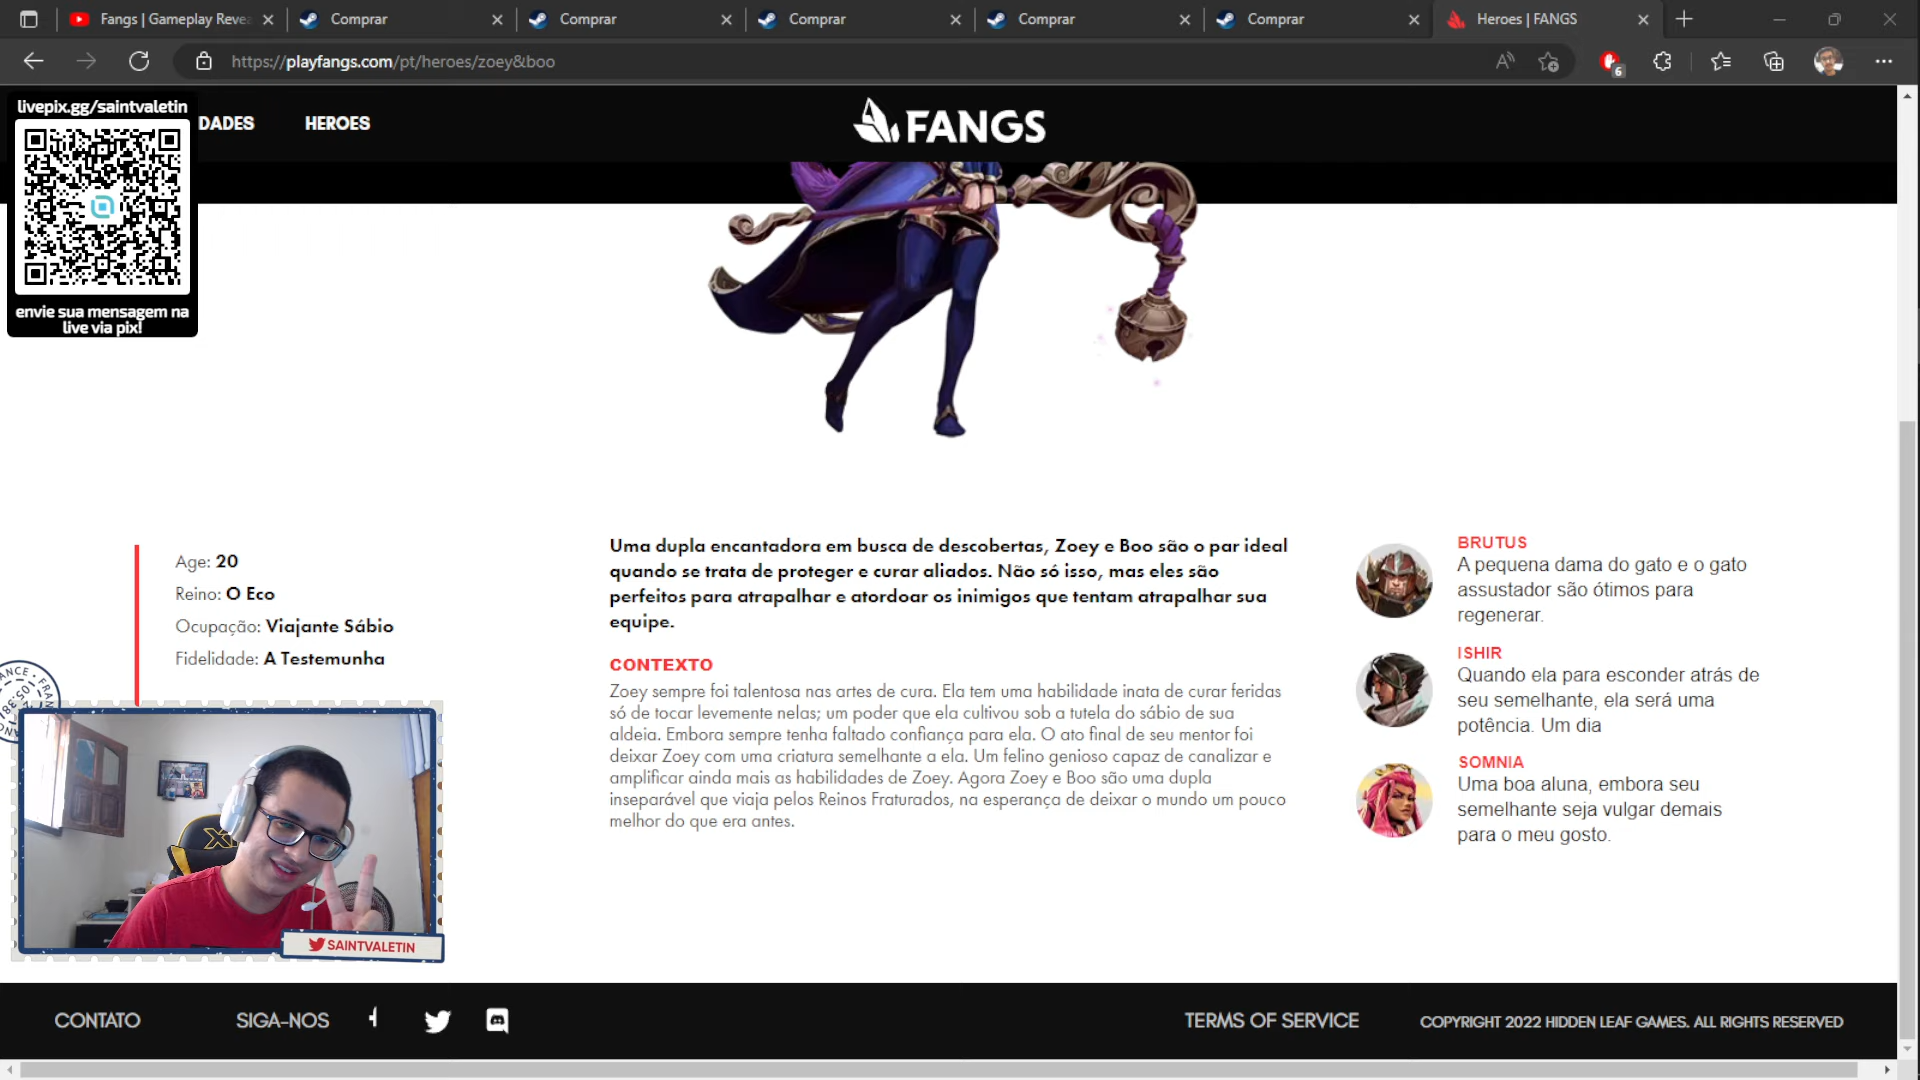 Fangs | Gameplay Revea
Comprar
Comprar
Comprar
Comprar
Comprar
Heroes | FANGS
https://playfangs.com/pt/heroes/zoey&boo
6
livepix.gg/saintvaletin
envie sua mensagem na
live via pix!
DADES
HEROES
FANGS
Age: 20
Reino: O Eco
Ocupação: Viajante Sábio
Fidelidade: A Testemunha
Uma dupla encantadora em busca de descobertas, Zoey e Boo são o par ideal
quando se trata de proteger e curar aliados. Não só isso, mas eles são
perfeitos para atrapalhar e atordoar os inimigos que tentam atrapalhar sua
equipe.
CONTEXTO
Zoey sempre foi talentosa nas artes de cura. Ela tem uma habilidade inata de curar feridas
só de tocar levemente nelas; um poder que ela cultivou sob a tutela do sábio de sua
aldeia. Embora sempre tenha faltado confiança para ela. O ato final de seu mentor foi
deixar Zoey com uma criatura semelhante a ela. Um felino genioso capaz de canalizar e
amplificar ainda mais as habilidades de Zoey. Agora Zoey e Boo são uma dupla
inseparável que viaja pelos Reinos Fraturados, na esperança de deixar o mundo um pouco
melhor do que era antes.
BRUTUS
A pequena dama do gato e o gato
assustador são ótimos para
regenerar.
ISHIR
Quando ela para esconder atrás de
seu semelhante, ela será uma
potência. Um dia
SOMNIA
Uma boa aluna, embora seu
semelhante seja vulgar demais
para o meu gosto.
SAINTVALETIN
CONTATO
SIGA-NOS
TERMS OF SERVICE
COPYRIGHT 2022 HIDDEN LEAF GAMES. ALL RIGHTS RESERVED